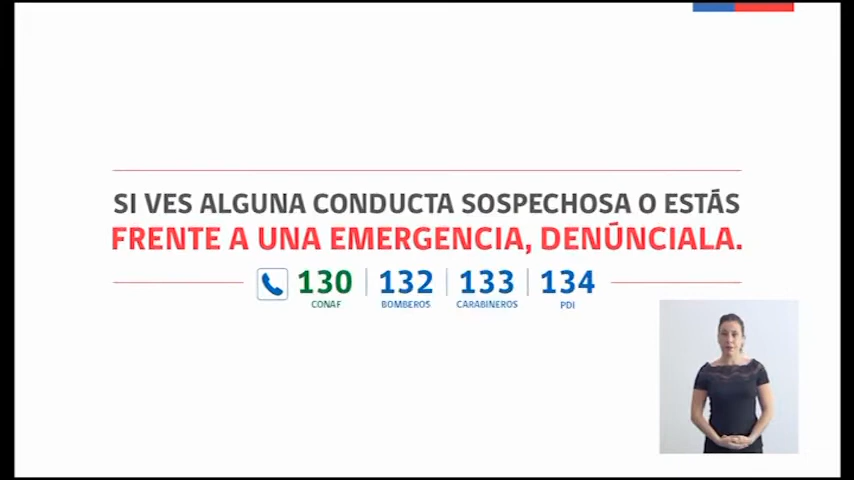 SI VES ALGUNA CONDUCTA SOSPECHOSA O ESTÁS
FRENTE A UNA EMERGENCIA, DENÚNCIALA.
130 132 133 134
CONAF BOMBEROS CARABINEROS PDI